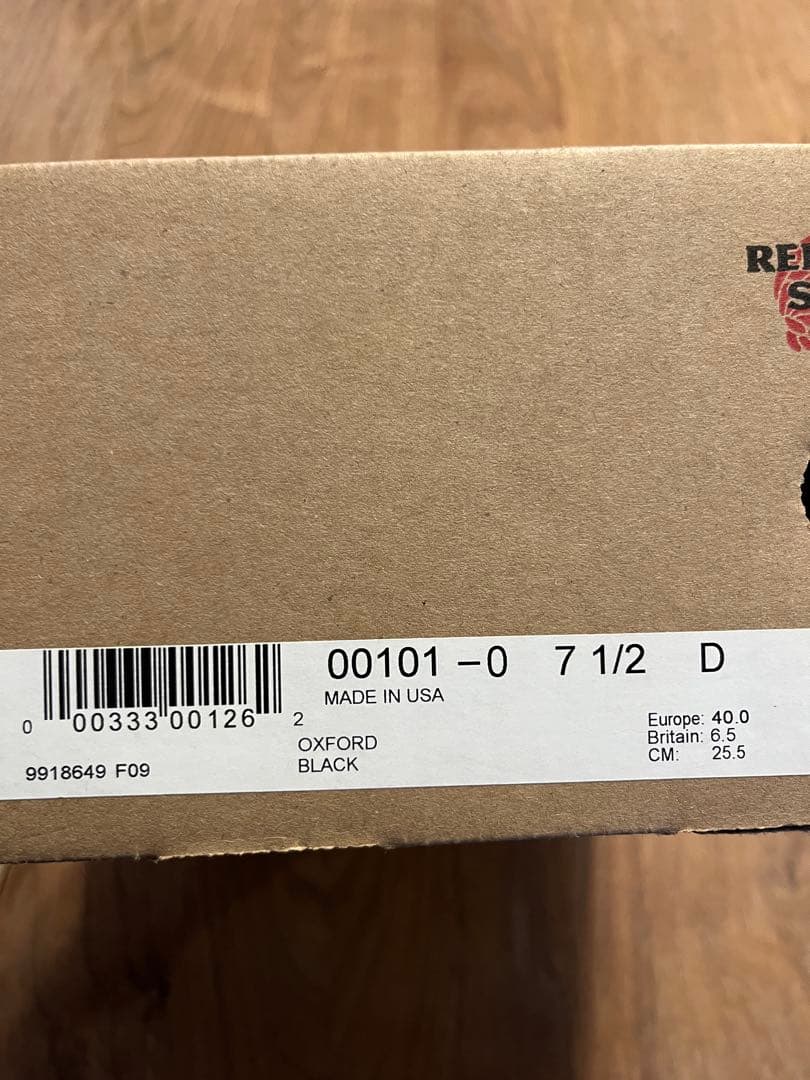 RE
S
00101 – 0 7 1/2 D
MADE IN USA
0 00333 00126 2
OXFORD
BLACK
9918649 F09
Europe: 40.0
Britain: 6.5
CM: 25.5